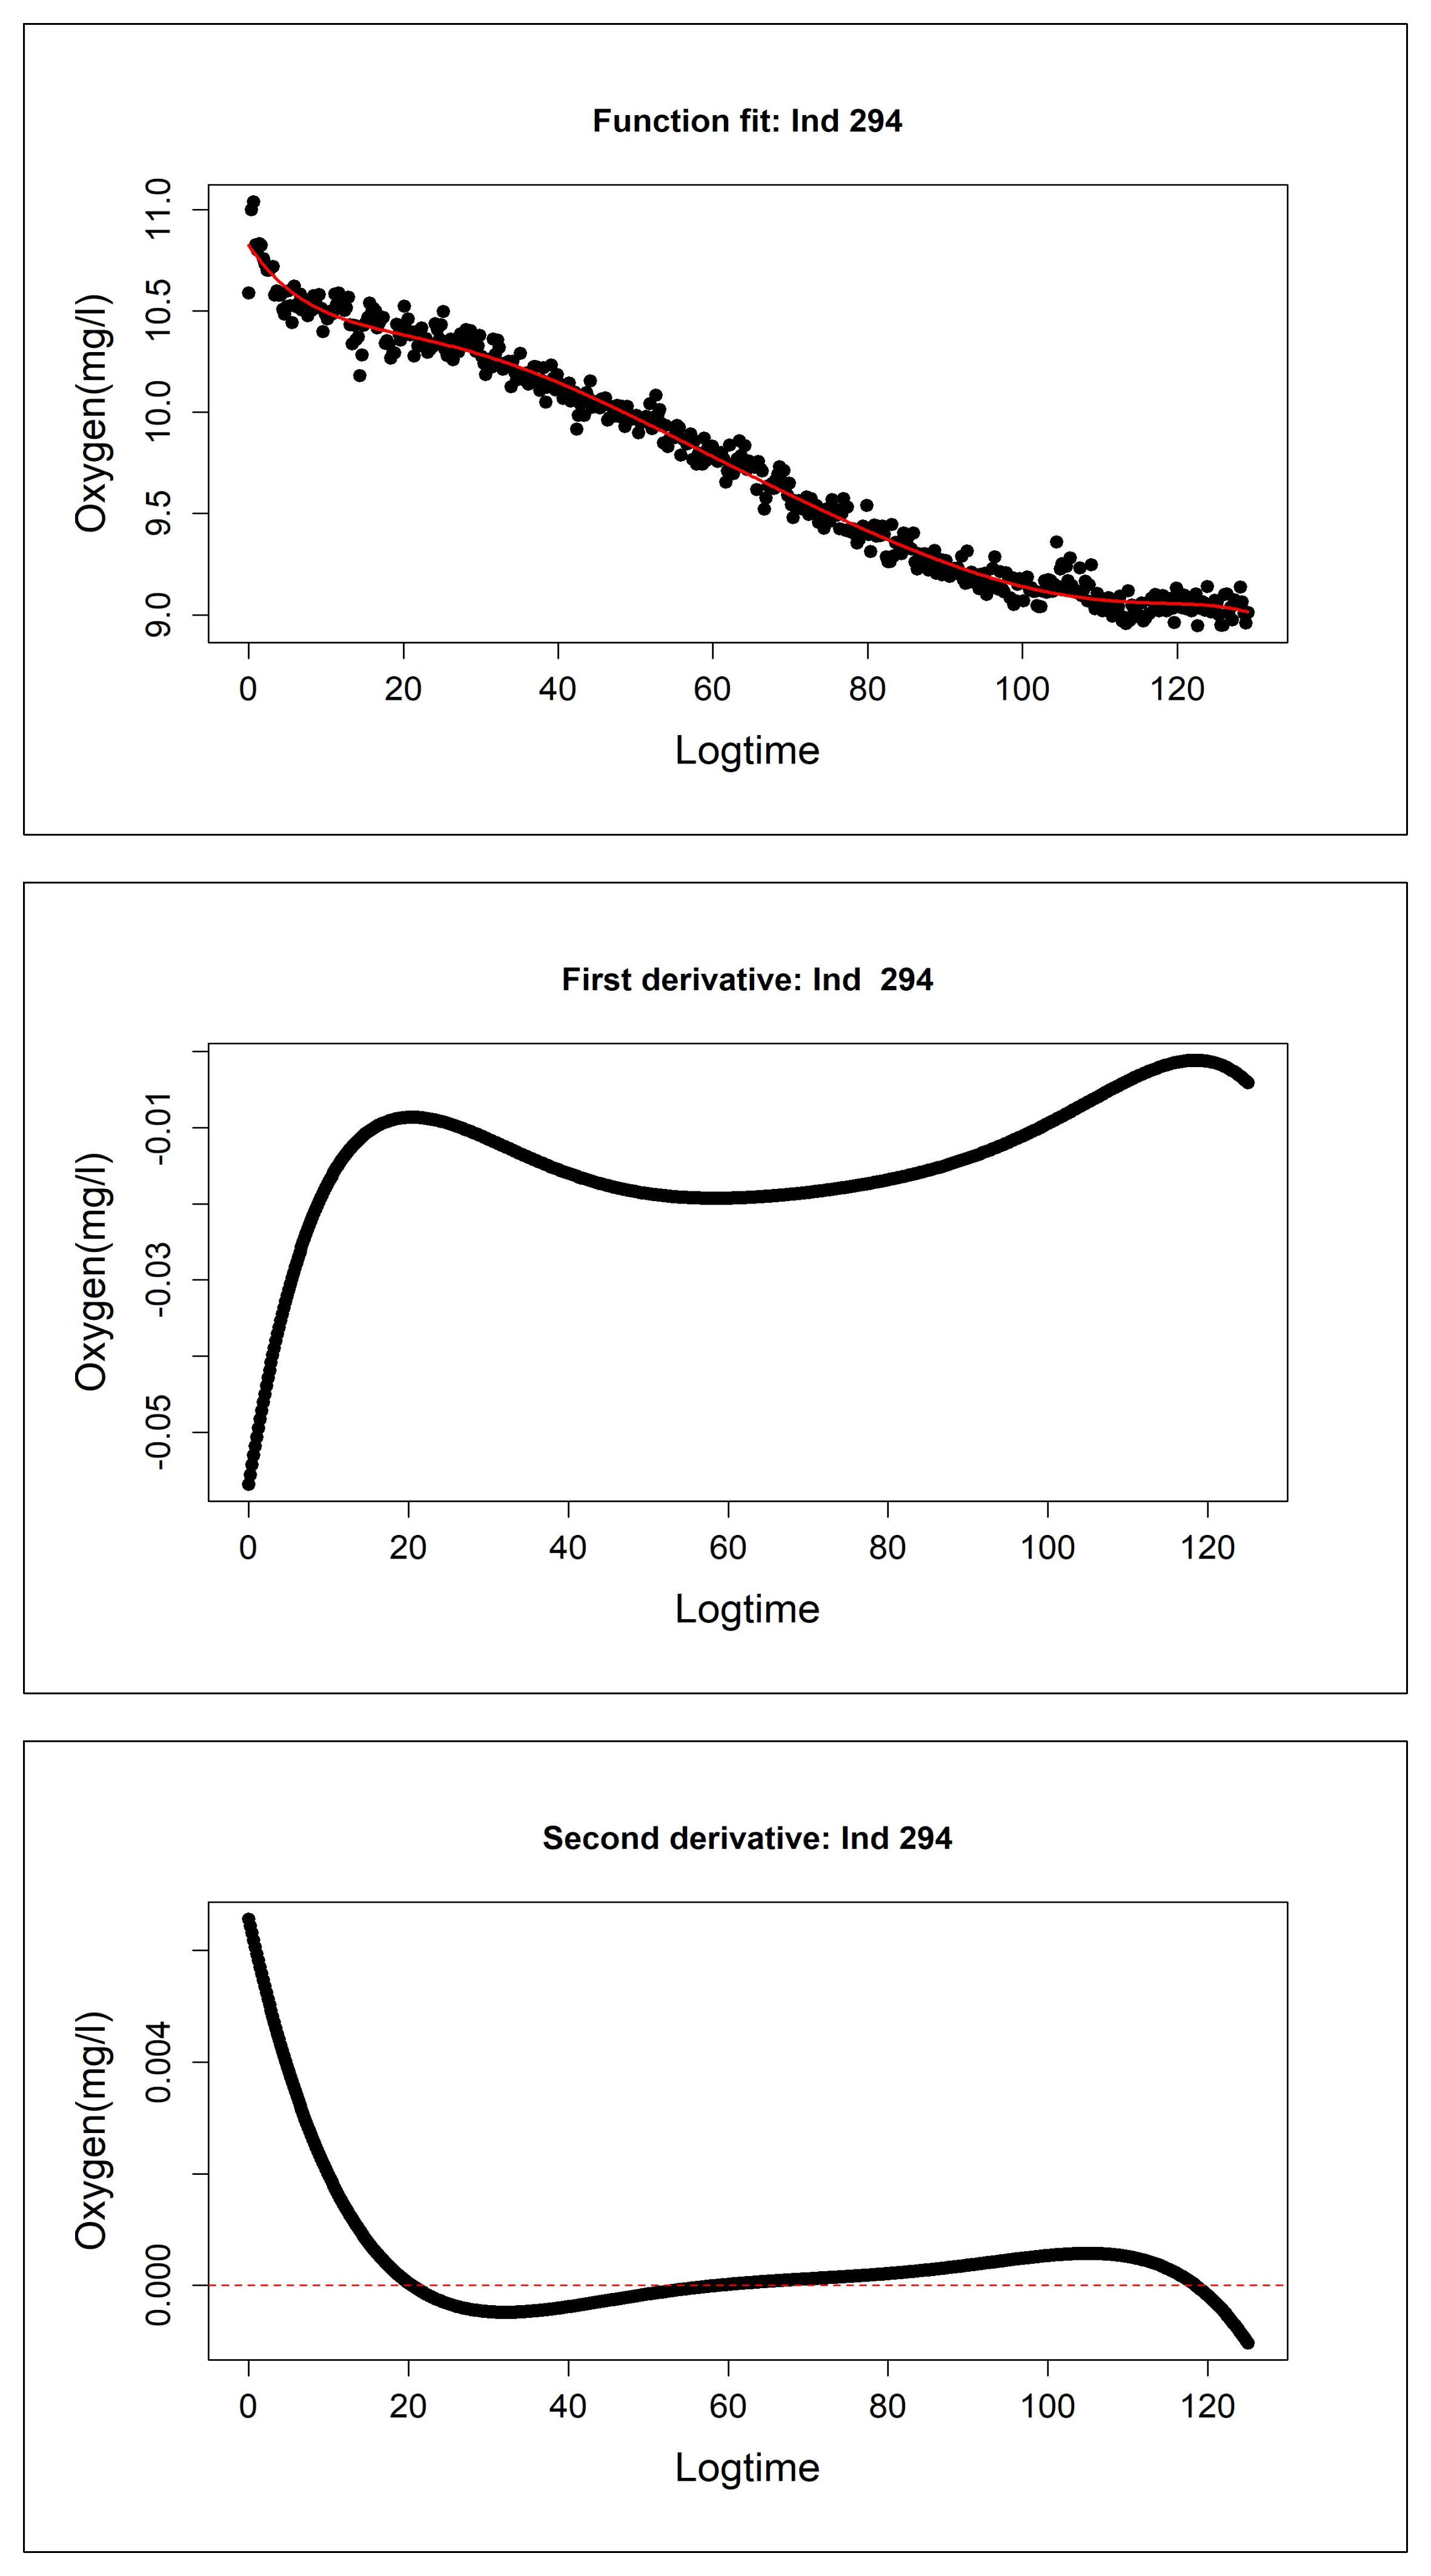 Function fit: Ind 294
Oxygen(mg/l)
11.0
10.5
10.0
9.5
9.0
0 20 40 60 80 100 120
Logtime
First derivative: Ind  294
Oxygen(mg/l)
-0.01
-0.03
-0.05
0 20 40 60 80 100 120
Logtime
Second derivative: Ind 294
Oxygen(mg/l)
0.004
0.000
0 20 40 60 80 100 120
Logtime